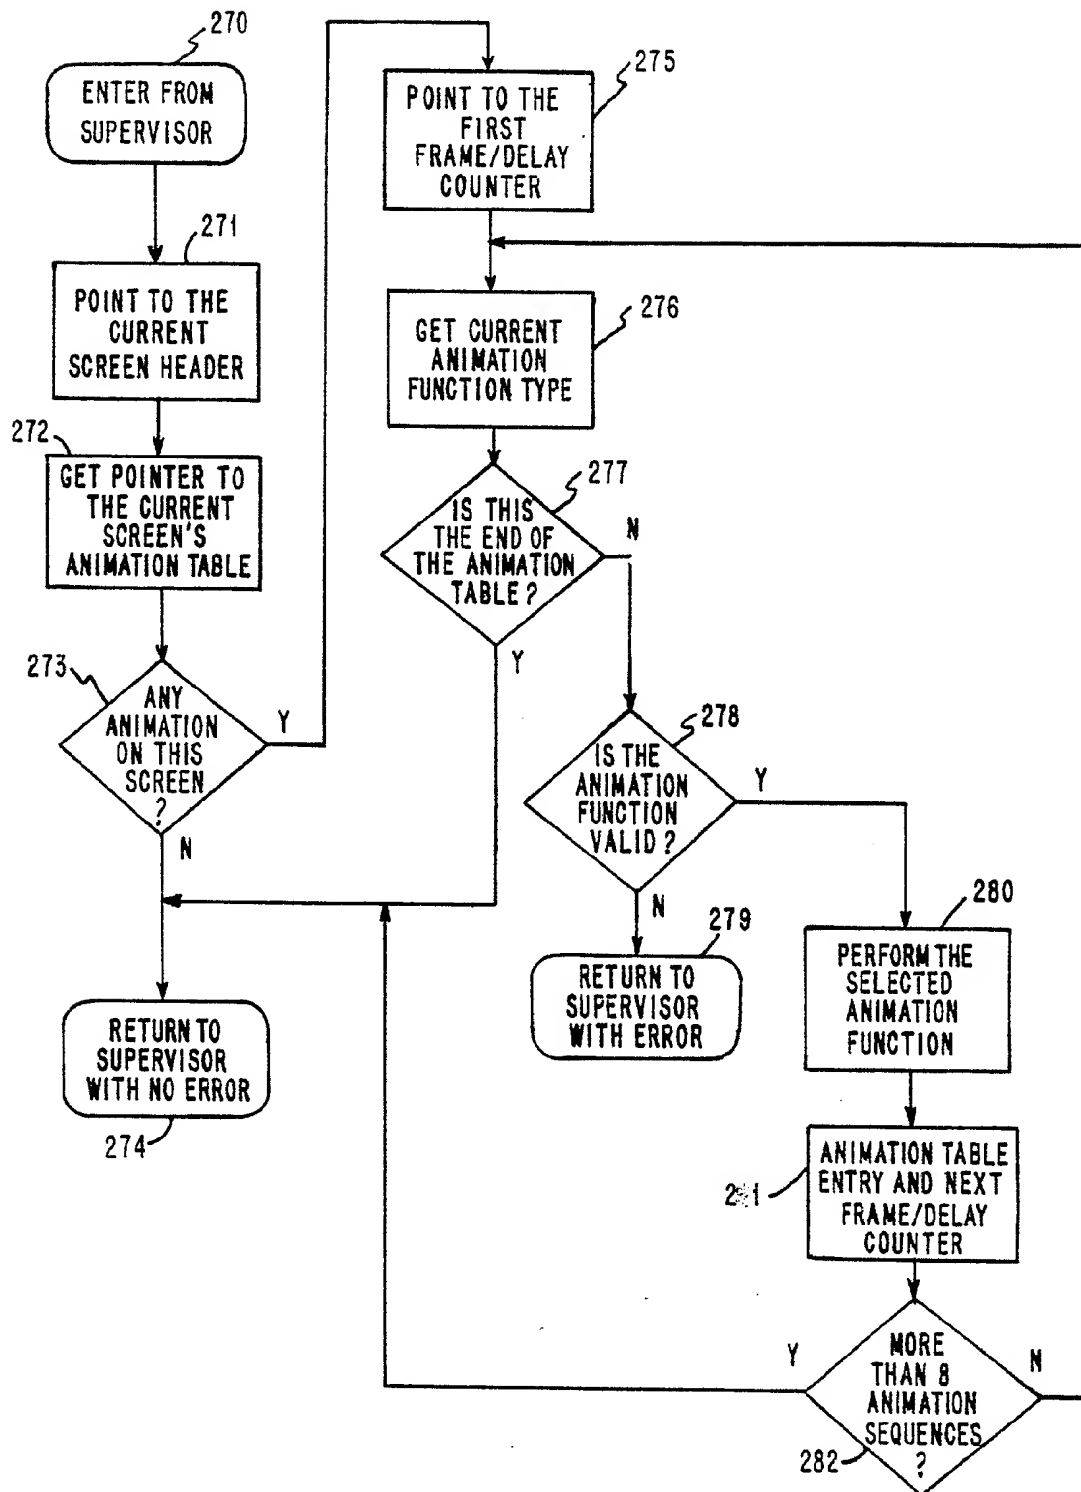 270
ENTER FROM
SUPERVISOR
271
POINT TO THE
CURRENT
SCREEN HEADER
272
GET POINTER TO
THE CURRENT
SCREEN'S
ANIMATION TABLE
273
ANY
ANIMATION
ON THIS
SCREEN
?
Y
N
RETURN TO
SUPERVISOR
WITH NO ERROR
274
275
POINT TO THE
FIRST
FRAME/DELAY
COUNTER
276
GET CURRENT
ANIMATION
FUNCTION TYPE
277
IS THIS
THE END OF
THE ANIMATION
TABLE?
N
Y
278
IS THE
ANIMATION
FUNCTION
VALID?
Y
N
279
RETURN TO
SUPERVISOR
WITH ERROR
280
PERFORM THE
SELECTED
ANIMATION
FUNCTION
ANIMATION TABLE
ENTRY AND NEXT
FRAME/DELAY
COUNTER
MORE
THAN 8
ANIMATION
SEQUENCES
?
Y
N
282